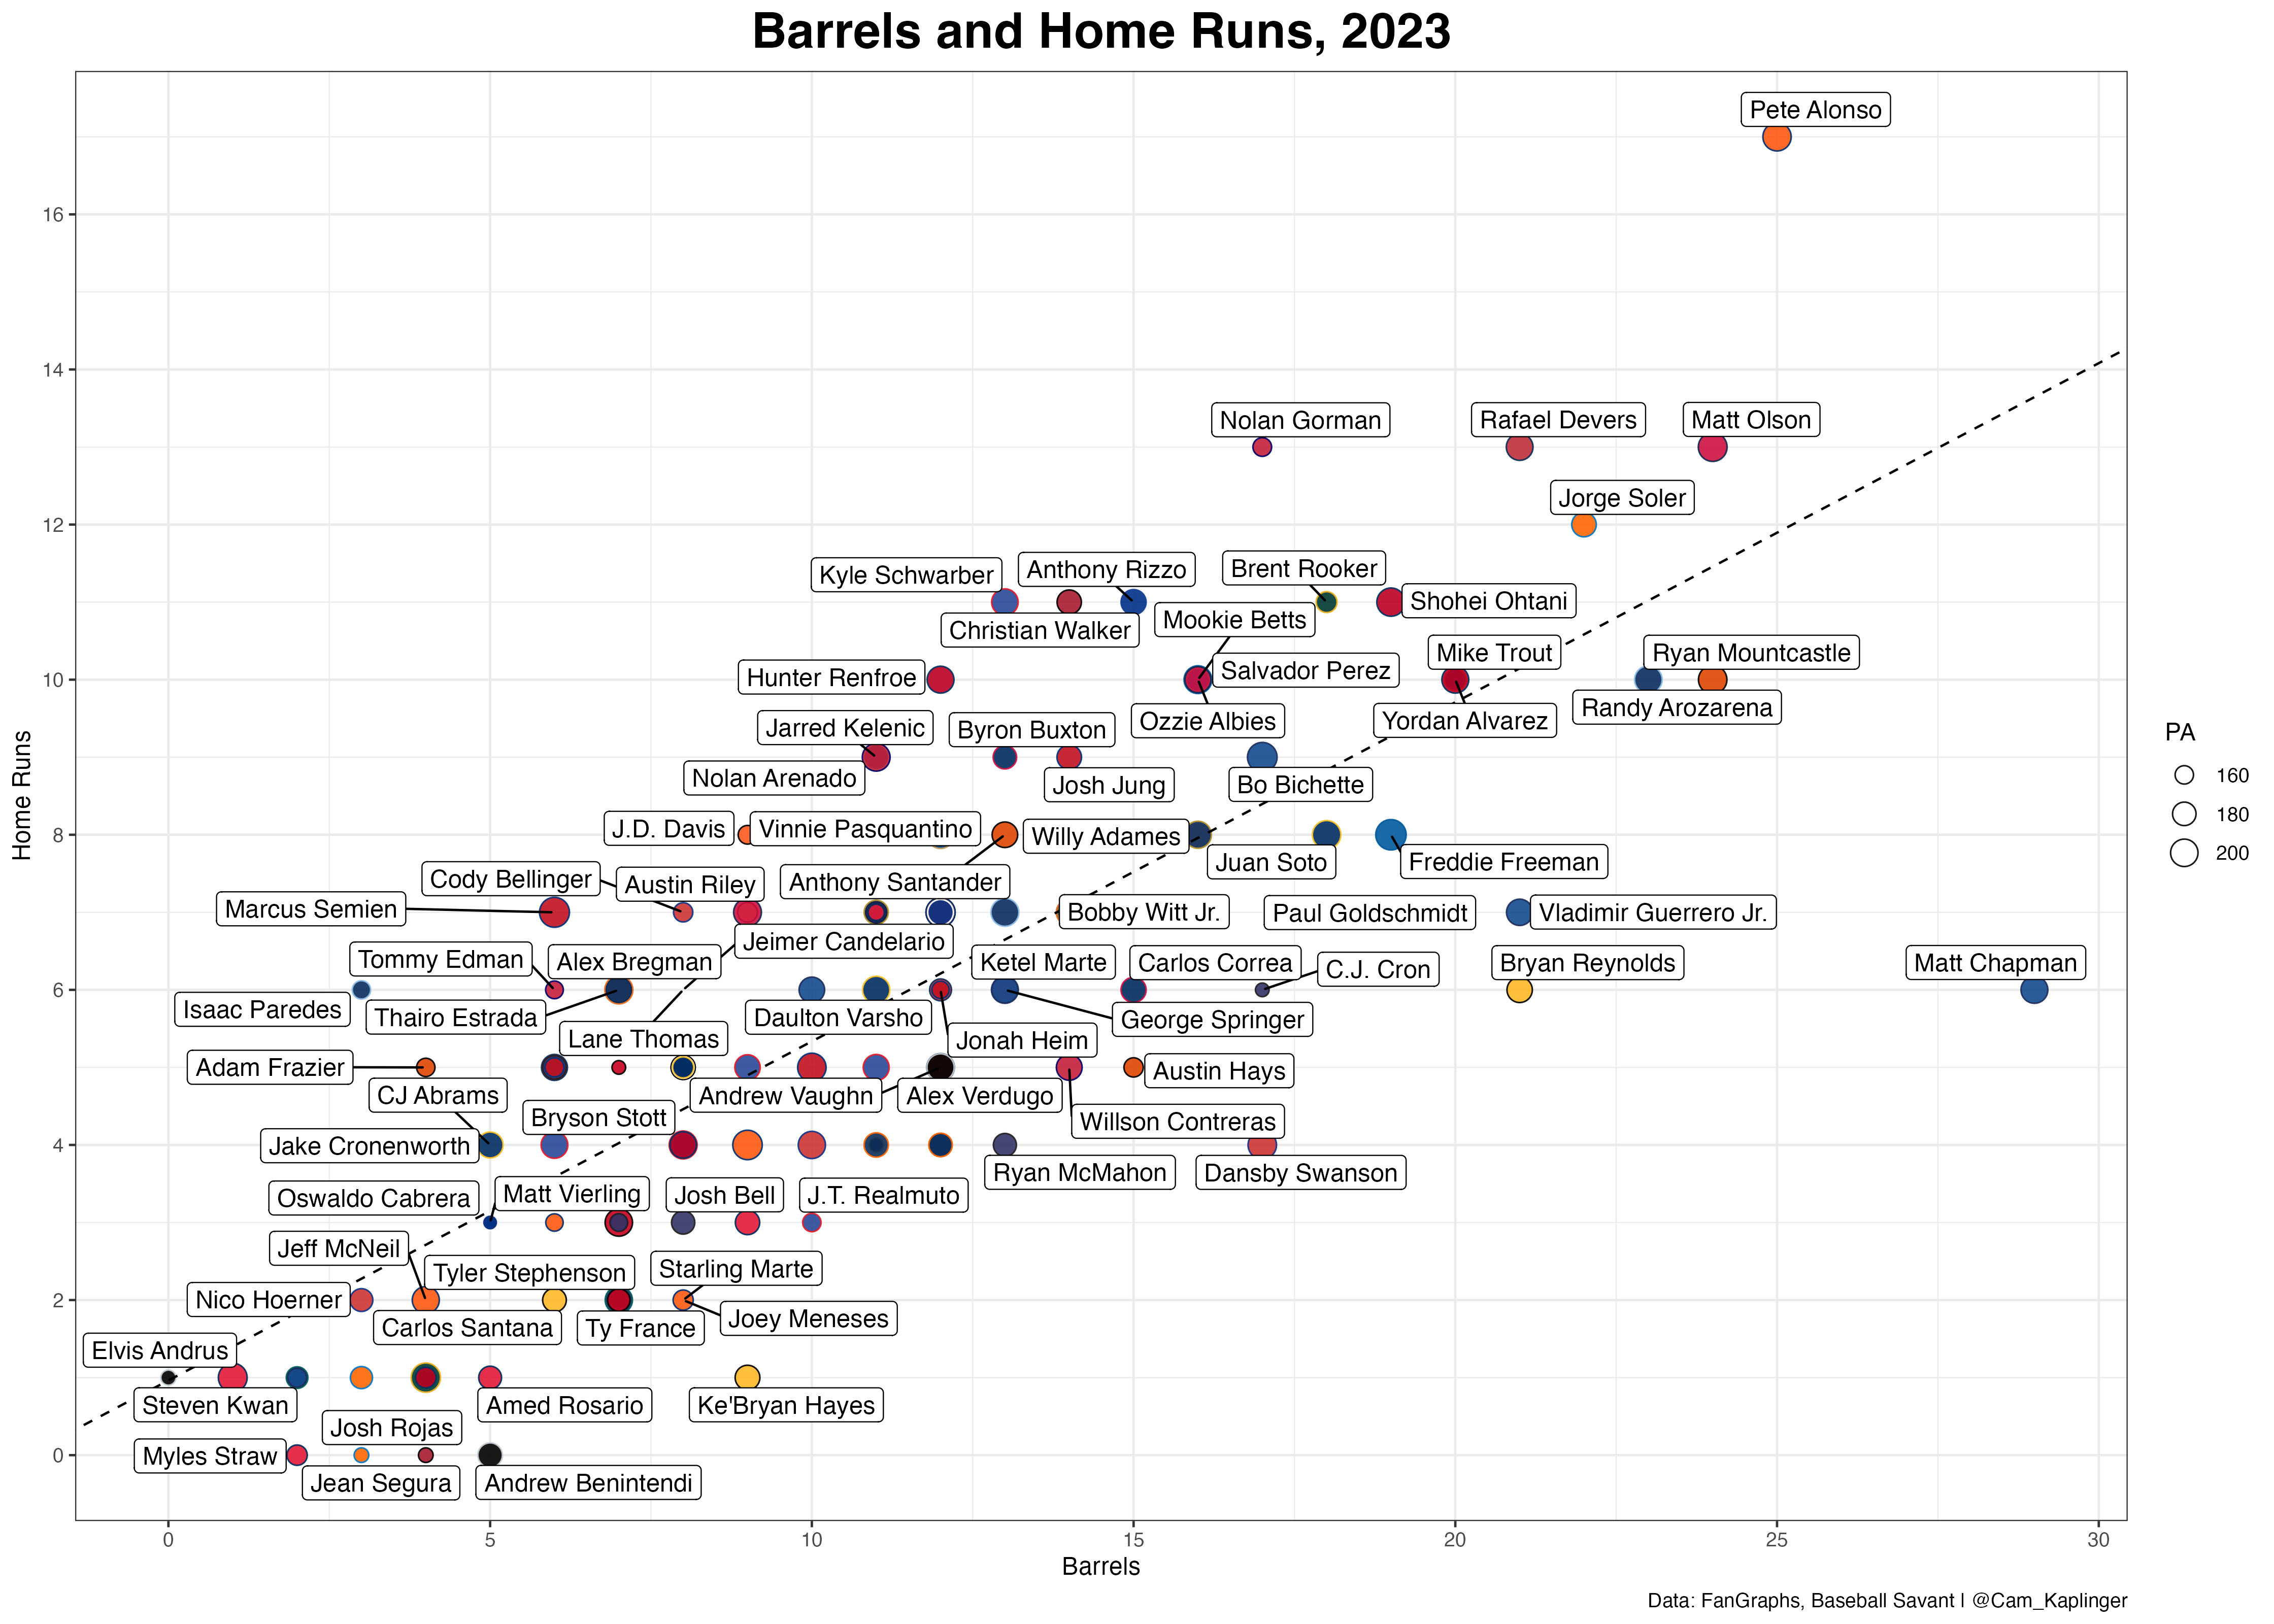 Barrels and Home Runs, 2023
Pete Alonso
16
14
Nolan Gorman
Rafael Devers
Matt Olson
Jorge Soler
12
Kyle Schwarber
Anthony Rizzo
Brent Rooker
Shohei Ohtani
Christian Walker
Mookie Betts
Mike Trout
Ryan Mountcastle
Hunter Renfroe
Salvador Perez
10
Randy Arozarena
Ozzie Albies
Yordan Alvarez
Jarred Kelenic
Byron Buxton
Nolan Arenado
Josh Jung
Bo Bichette
PA
160
180
200
Home Runs
J.D. Davis
Vinnie Pasquantino
Willy Adames
8
Juan Soto
Freddie Freeman
Cody Bellinger
Austin Riley
Anthony Santander
Marcus Semien
Bobby Witt Jr.
Paul Goldschmidt
Vladimir Guerrero Jr.
Jeimer Candelario
Tommy Edman
Alex Bregman
Ketel Marte
Carlos Correa
C.J. Cron
Bryan Reynolds
Matt Chapman
6
Isaac Paredes
Thairo Estrada
Daulton Varsho
George Springer
Lane Thomas
Jonah Heim
Adam Frazier
Austin Hays
CJ Abrams
Andrew Vaughn
Alex Verdugo
Bryson Stott
Willson Contreras
4
Jake Cronenworth
Ryan McMahon
Dansby Swanson
Oswaldo Cabrera
Matt Vierling
Josh Bell
J.T. Realmuto
Jeff McNeil
Tyler Stephenson
Starling Marte
2
Nico Hoerner
Carlos Santana
Ty France
Joey Meneses
Elvis Andrus
Steven Kwan
Amed Rosario
Ke'Bryan Hayes
Josh Rojas
0
Myles Straw
Jean Segura
Andrew Benintendi
0 5 10 15 20 25 30
Barrels
Data: FanGraphs, Baseball Savant | @Cam_Kaplinger